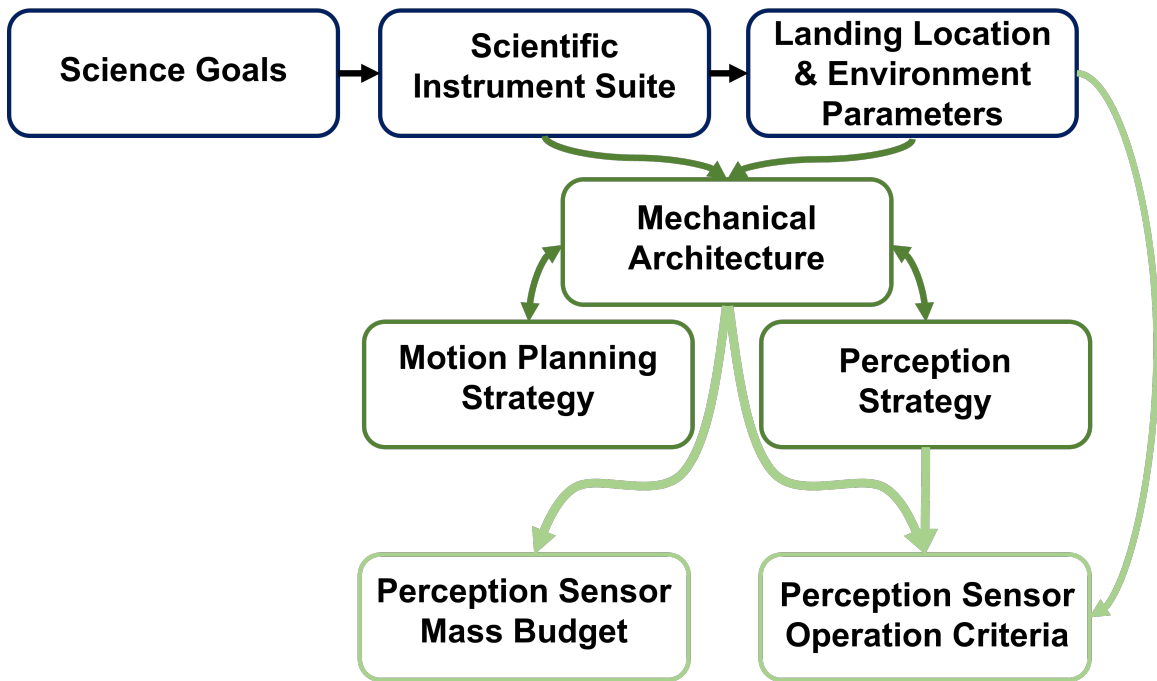 Science Goals
Scientific
Instrument Suite
Landing Location
& Environment
Parameters
Mechanical
Architecture
Motion Planning
Strategy
Perception
Strategy
Perception Sensor
Mass Budget
Perception Sensor
Operation Criteria